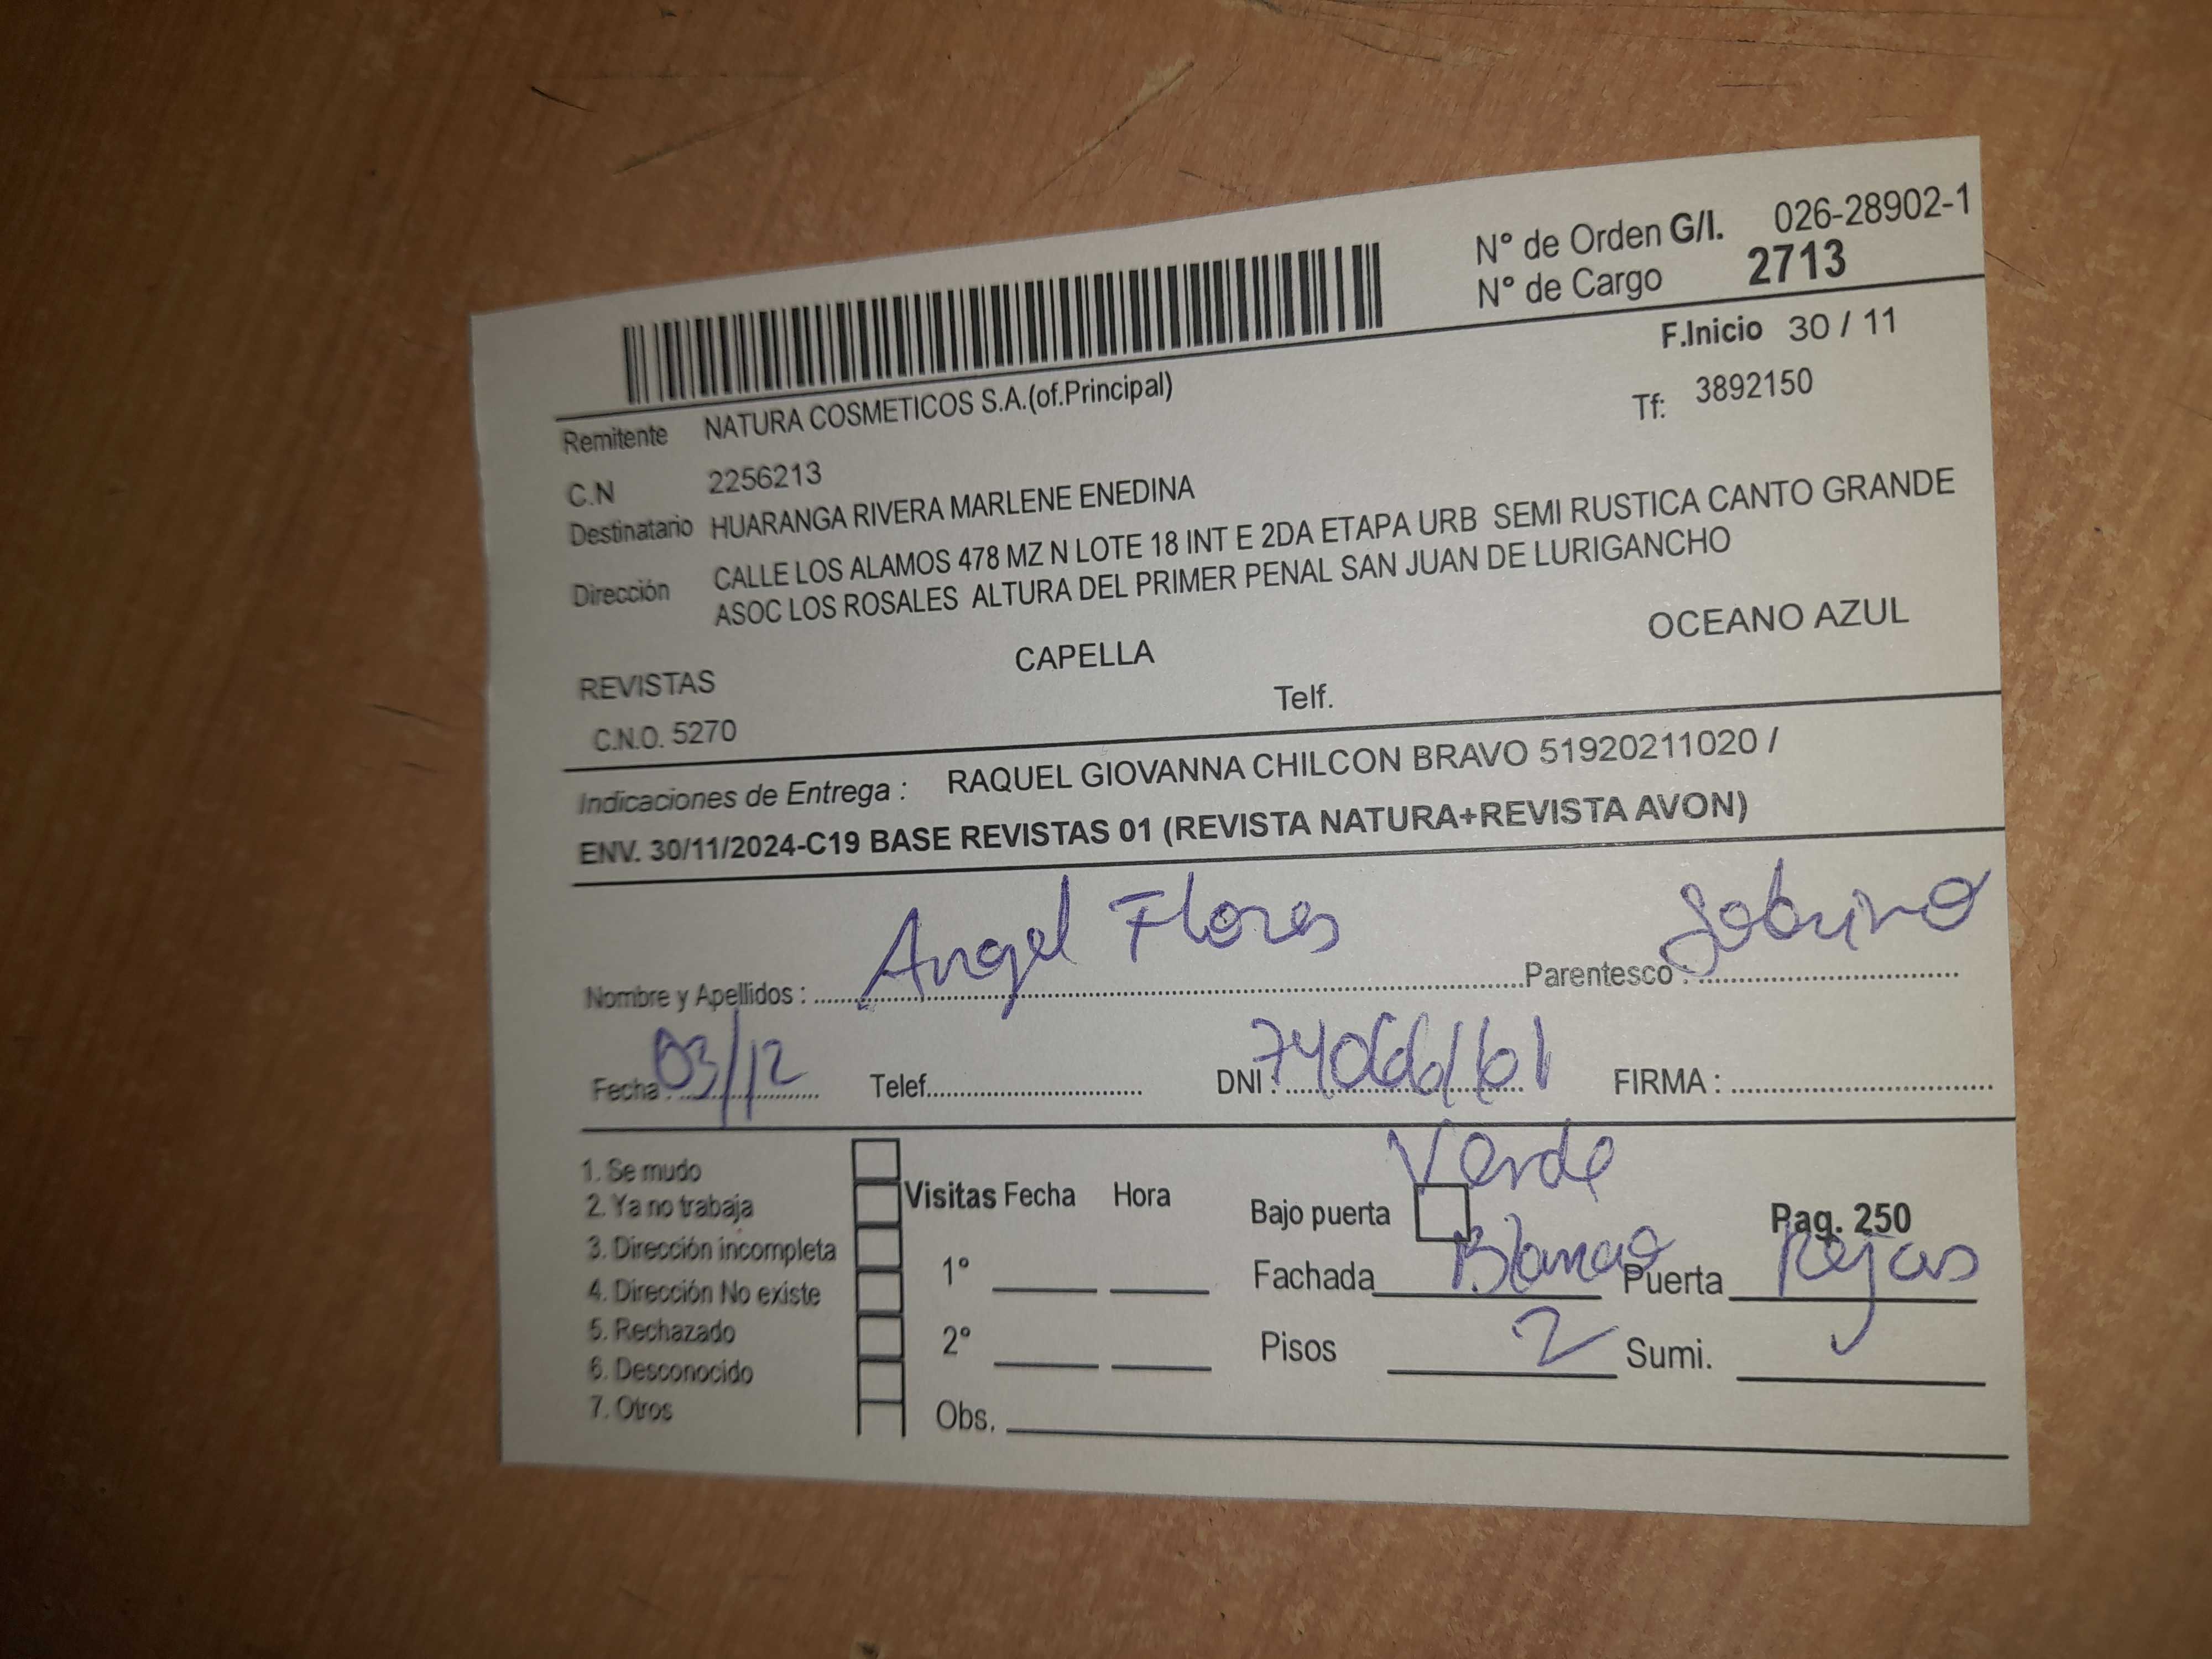 N° de Orden G/I. 026-28902-1
N° de Cargo 2713
F.Inicio 30 / 11
Remitente NATURA COSMETICOS S.A.(of.Principal) Tf: 3892150
C.N 2256213
Destinatario HUARANGA RIVERA MARLENE ENEDINA
Dirección CALLE LOS ALAMOS 478 MZ N LOTE 18 INT E 2DA ETAPA URB SEMI RUSTICA CANTO GRANDE
ASOC LOS ROSALES ALTURA DEL PRIMER PENAL SAN JUAN DE LURIGANCHO
REVISTAS CAPELLA OCEANO AZUL
C.N.O. 5270 Telf.
Indicaciones de Entrega : RAQUEL GIOVANNA CHILCON BRAVO 51920211020 /
ENV. 30/11/2024-C19 BASE REVISTAS 01 (REVISTA NATURA+REVISTA AVON)
Nombre y Apellidos : Angel Flores Parentesco : Sobrino
Fecha : 03/12 Telef. DNI : 74066161 FIRMA :
Verde
1. Se mudo
2. Ya no trabaja
3. Dirección incompleta
4. Dirección No existe
5. Rechazado
6. Desconocido
7. Otros
Visitas Fecha Hora
1°
2°
Obs.
Bajo puerta Pag. 250
Fachada Blanco Puerta Rejas
Pisos 2 Sumi.